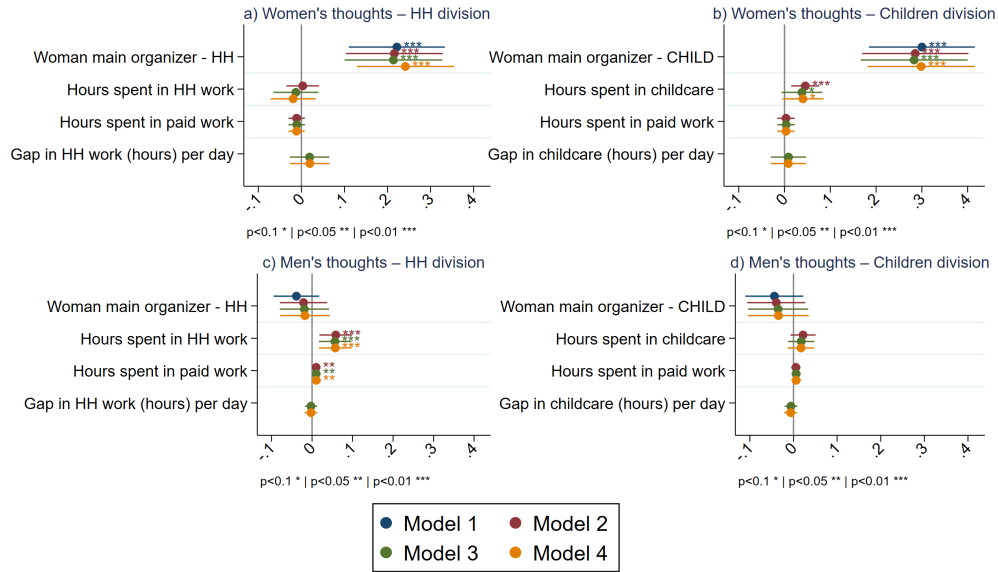 a) Women's thoughts – HH division
Woman main organizer - HH
***
***
***
***
Hours spent in HH work
Hours spent in paid work
Gap in HH work (hours) per day
-.1 0 .1 .2 .3 .4
p<0.1 * | p<0.05 ** | p<0.01 ***
b) Women's thoughts – Children division
Woman main organizer - CHILD
***
***
***
***
Hours spent in childcare
***
*
*
Hours spent in paid work
Gap in childcare (hours) per day
-.1 0 .1 .2 .3 .4
p<0.1 * | p<0.05 ** | p<0.01 ***
c) Men's thoughts – HH division
Woman main organizer - HH
Hours spent in HH work
***
***
***
Hours spent in paid work
**
**
**
Gap in HH work (hours) per day
-.1 0 .1 .2 .3 .4
p<0.1 * | p<0.05 ** | p<0.01 ***
d) Men's thoughts – Children division
Woman main organizer - CHILD
Hours spent in childcare
Hours spent in paid work
Gap in childcare (hours) per day
-.1 0 .1 .2 .3 .4
p<0.1 * | p<0.05 ** | p<0.01 ***
Model 1 Model 2
Model 3 Model 4